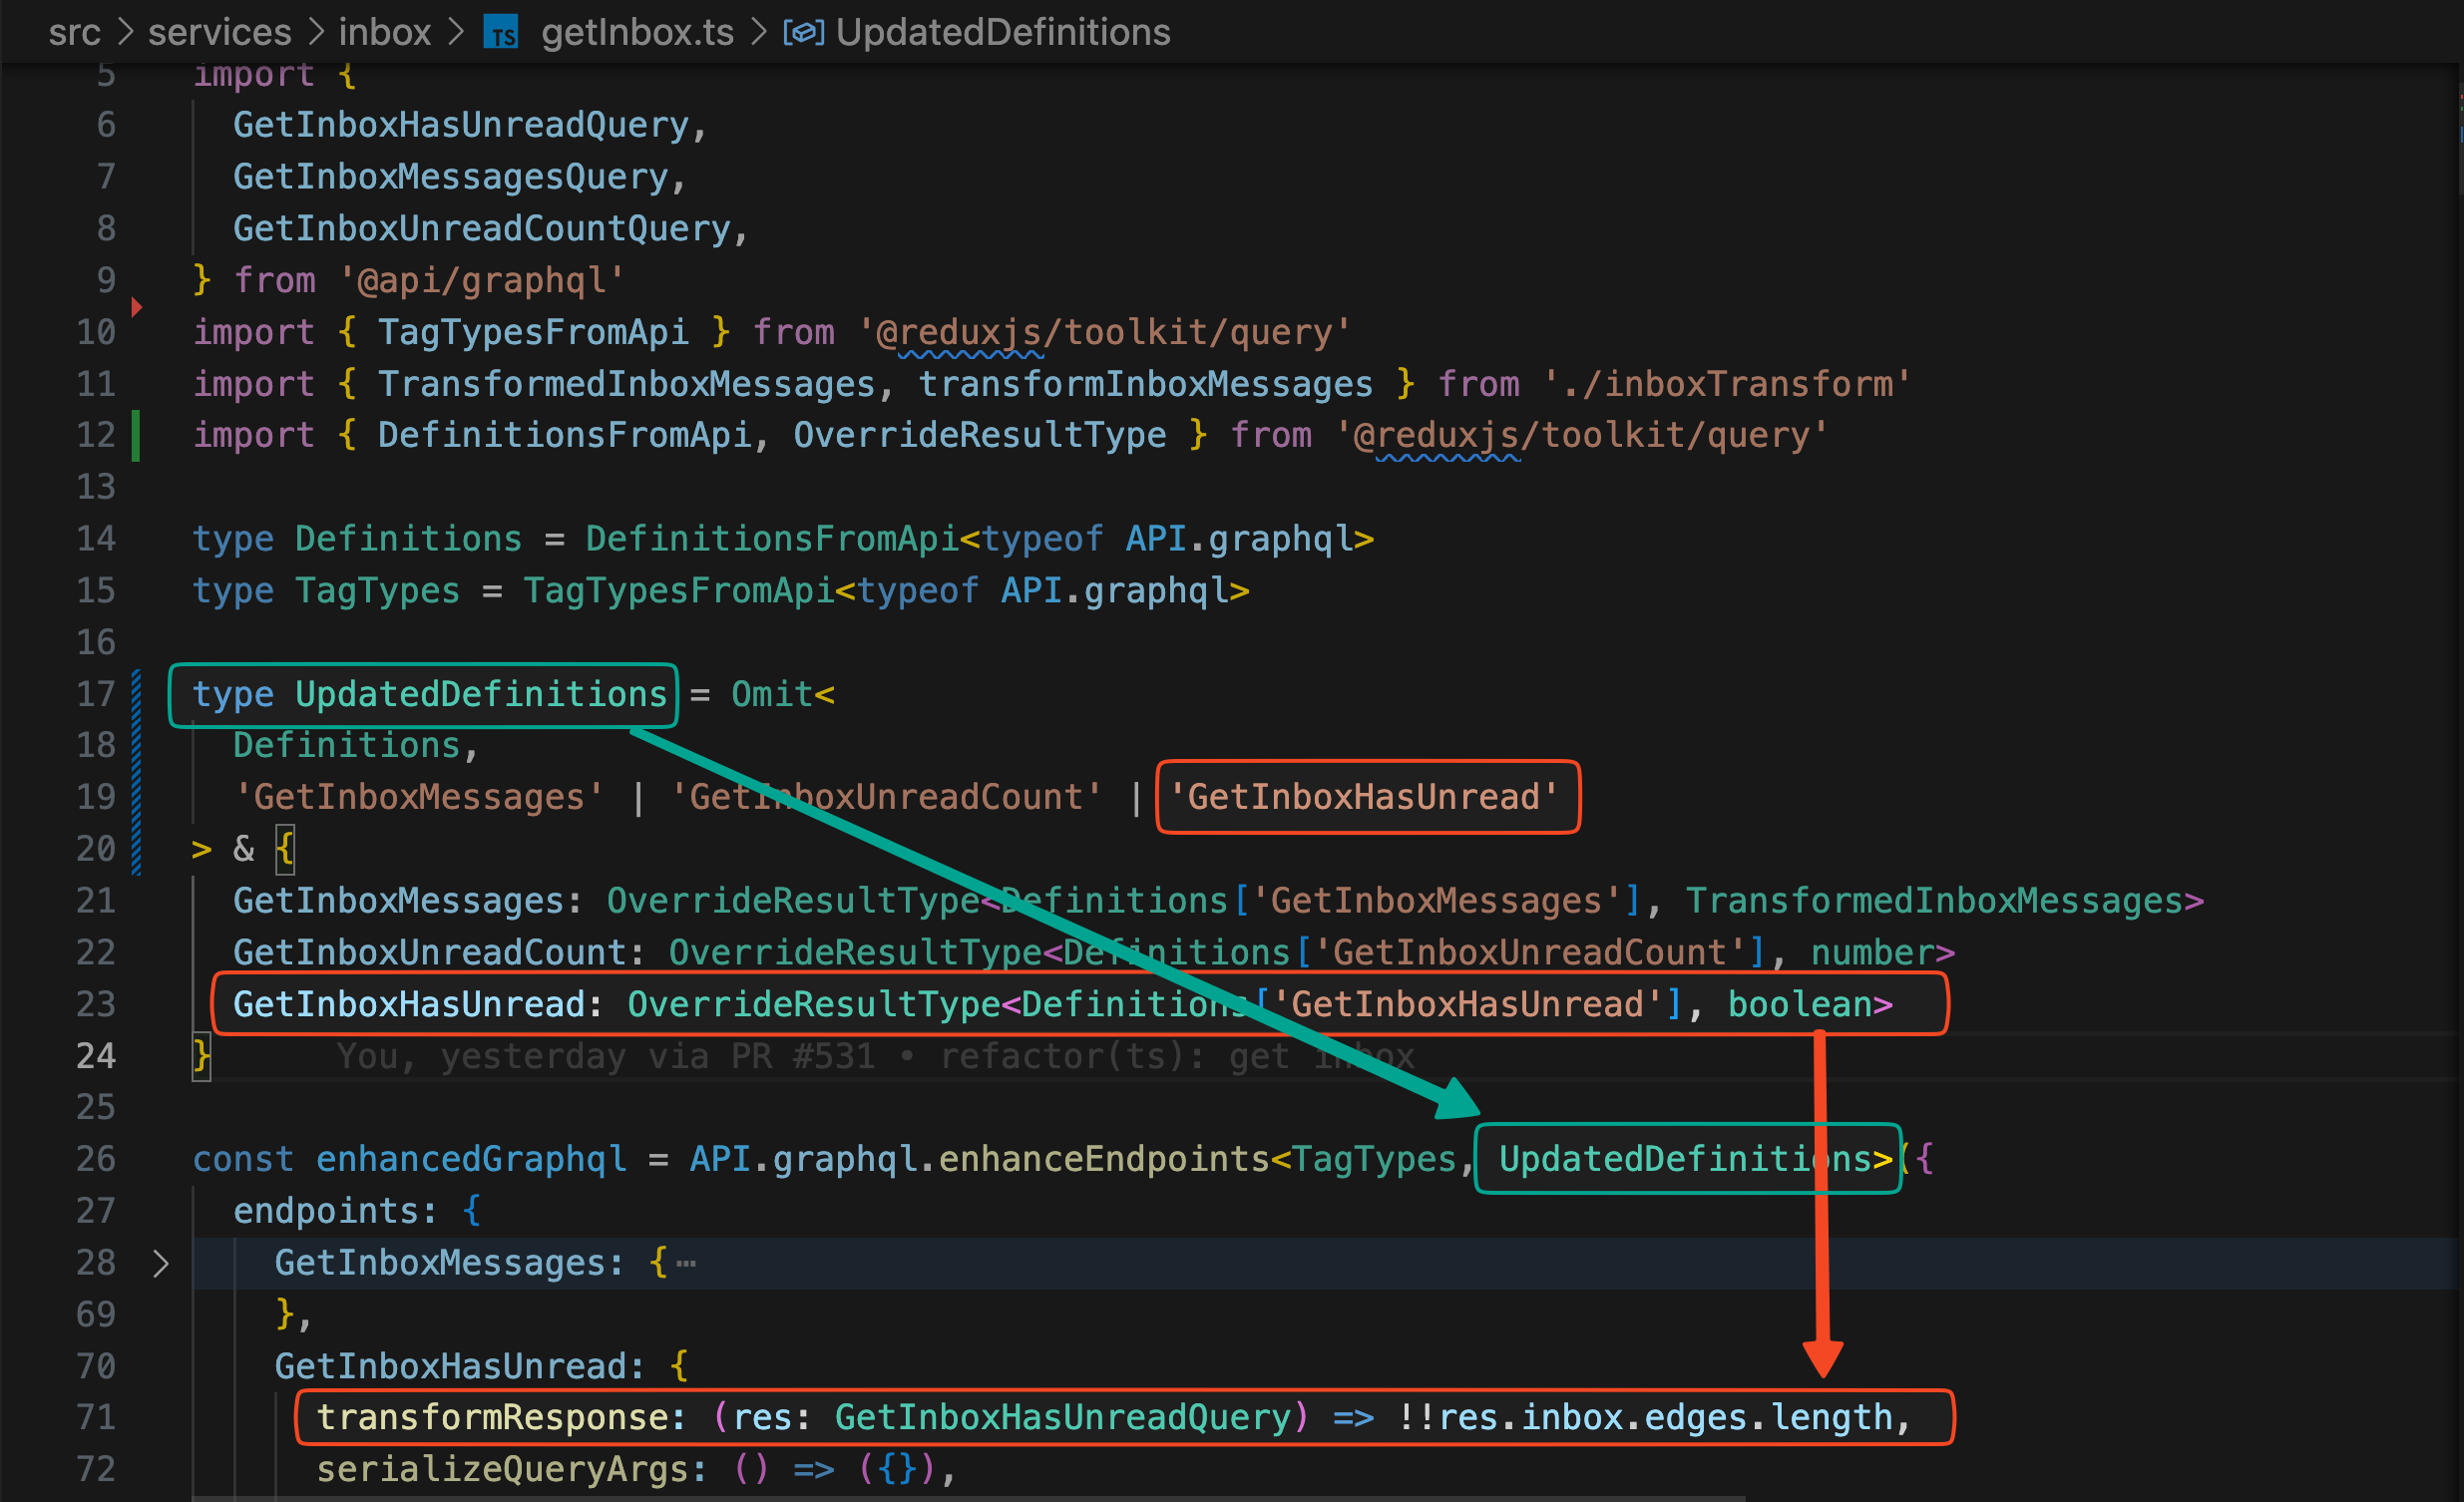 src > services > inbox > TS getInbox.ts > UpdatedDefinitions
5 import {
6 GetInboxHasUnreadQuery,
7 GetInboxMessagesQuery,
8 GetInboxUnreadCountQuery,
9 } from '@api/graphql'
10 import { TagTypesFromApi } from '@reduxjs/toolkit/query'
11 import { TransformedInboxMessages, transformInboxMessages } from './inboxTransform'
12 import { DefinitionsFromApi, OverrideResultType } from '@reduxjs/toolkit/query'
13
14 type Definitions = DefinitionsFromApi<typeof API.graphql>
15 type TagTypes = TagTypesFromApi<typeof API.graphql>
16
17 type UpdatedDefinitions = Omit<
18 Definitions,
19 'GetInboxMessages' | 'GetInboxUnreadCount' | 'GetInboxHasUnread'
20 > & {
21 GetInboxMessages: OverrideResultType<Definitions['GetInboxMessages'], TransformedInboxMessages>
22 GetInboxUnreadCount: OverrideResultType<Definitions['GetInboxUnreadCount'], number>
23 GetInboxHasUnread: OverrideResultType<Definitions['GetInboxHasUnread'], boolean>
24 } You, yesterday via PR #531 • refactor(ts): get inbox
25
26 const enhancedGraphql = API.graphql.enhanceEndpoints<TagTypes, UpdatedDefinitions>({
27 endpoints: {
28 GetInboxMessages: {…
69 },
70 GetInboxHasUnread: {
71 transformResponse: (res: GetInboxHasUnreadQuery) => !!res.inbox.edges.length,
72 serializeQueryArgs: () => ({}),